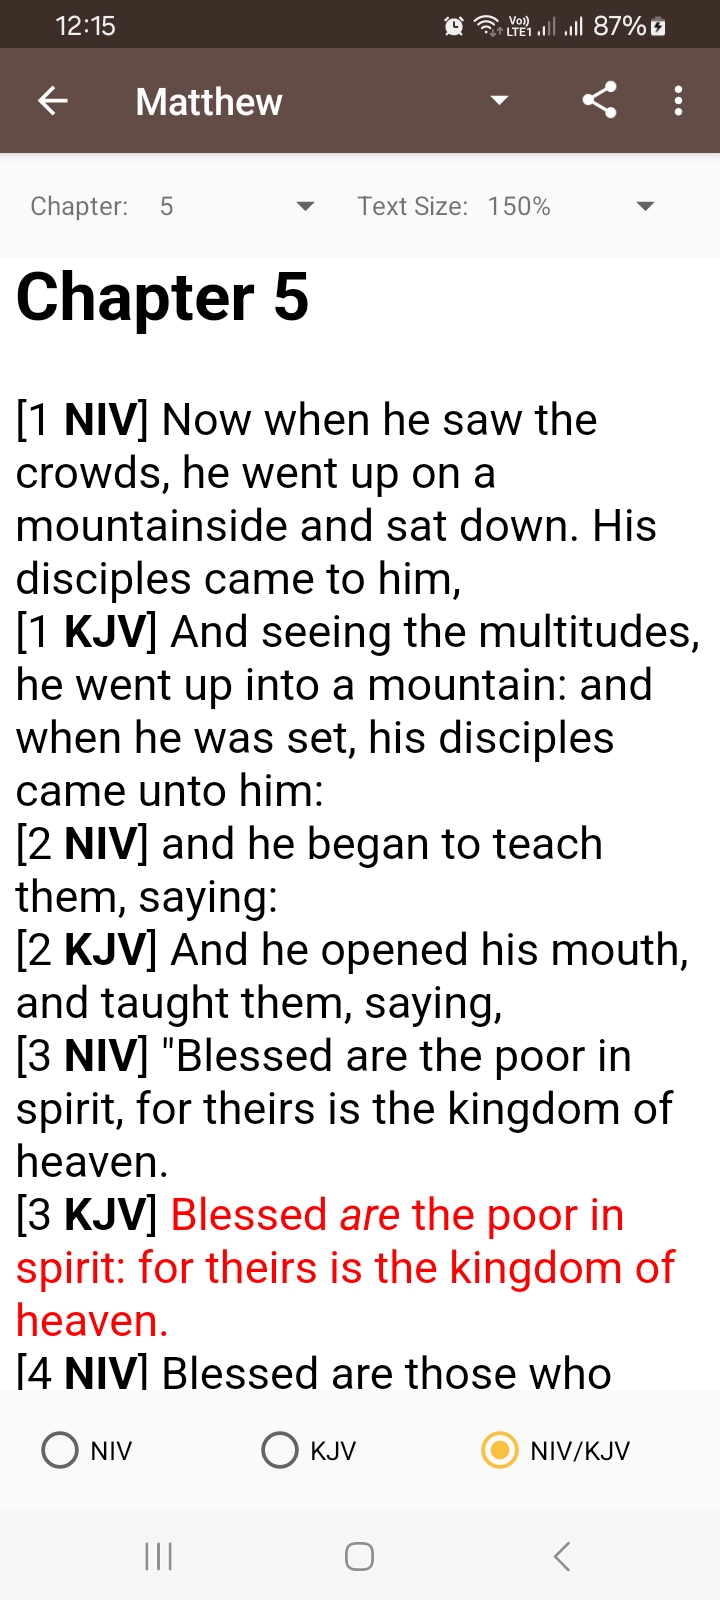 12:15
Vo)) LTE1 87%
Matthew
Chapter: 5 Text Size: 150%
Chapter 5
[1 NIV] Now when he saw the
crowds, he went up on a
mountainside and sat down. His
disciples came to him,
[1 KJV] And seeing the multitudes,
he went up into a mountain: and
when he was set, his disciples
came unto him:
[2 NIV] and he began to teach
them, saying:
[2 KJV] And he opened his mouth,
and taught them, saying,
[3 NIV] "Blessed are the poor in
spirit, for theirs is the kingdom of
heaven.
[3 KJV] Blessed are the poor in
spirit: for theirs is the kingdom of
heaven.
[4 NIV] Blessed are those who
NIV KJV NIV/KJV